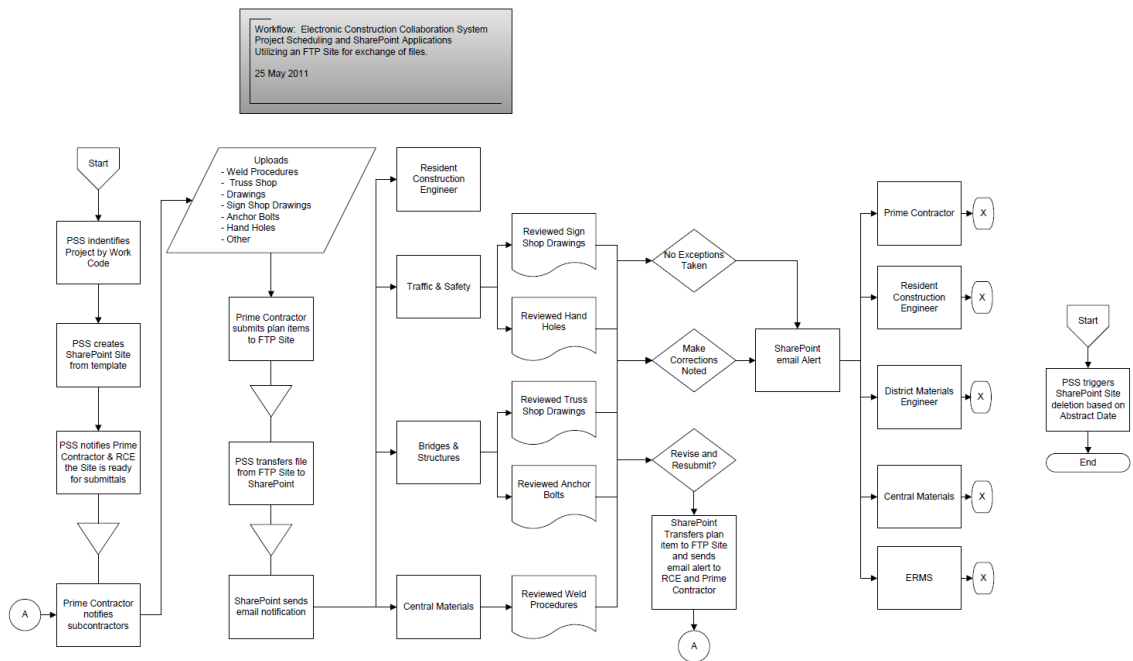 Workflow:  Electronic Construction Collaboration System
Project Scheduling and SharePoint Applications
Utilizing an FTP Site for exchange of files.
25 May 2011
Start
PSS indentifies
Project by Work
Code
PSS creates
SharePoint Site
from template
PSS notifies Prime
Contractor & RCE
the Site is ready
for submittals
A
Prime Contractor
notifies
subcontractors
Uploads
- Weld Procedures
-  Truss Shop
- Drawings
- Sign Shop Drawings
- Anchor Bolts
- Hand Holes
- Other
Prime Contractor
submits plan items
to FTP Site
PSS transfers file
from FTP Site to
SharePoint
SharePoint sends
email notification
Resident
Construction
Engineer
Traffic & Safety
Bridges &
Structures
Central Materials
Reviewed Sign
Shop Drawings
Reviewed Hand
Holes
Reviewed Truss
Shop Drawings
Reviewed Anchor
Bolts
Reviewed Weld
Procedures
No Exceptions
Taken
Make
Corrections
Noted
Revise and
Resubmit?
SharePoint
Transfers plan
item to FTP Site
and sends
email alert to
RCE and Prime
Contractor
A
SharePoint
email Alert
Prime Contractor
X
Resident
Construction
Engineer
X
District Materials
Engineer
X
Central Materials
X
ERMS
X
Start
PSS triggers
SharePoint Site
deletion based on
Abstract Date
End